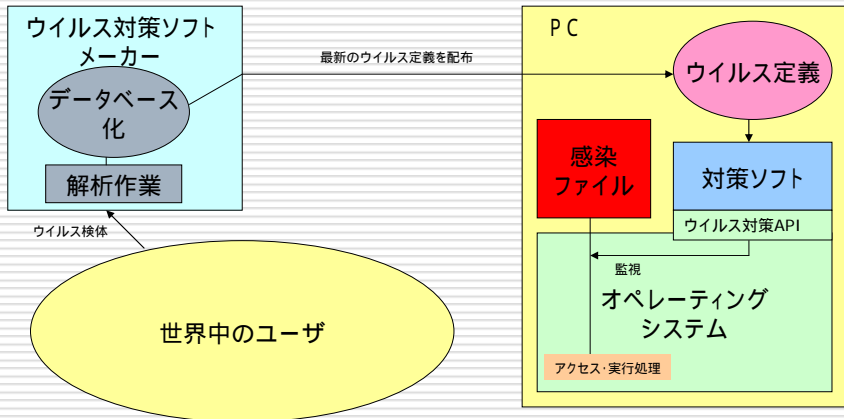 ウイルス対策ソフト
メーカー
データベース
化
解析作業
ウイルス検体
世界中のユーザ
最新のウイルス定義を配布
PC
ウイルス定義
感染
ファイル
対策ソフト
ウイルス対策API
監視
オペレーティング
システム
アクセス・実行処理